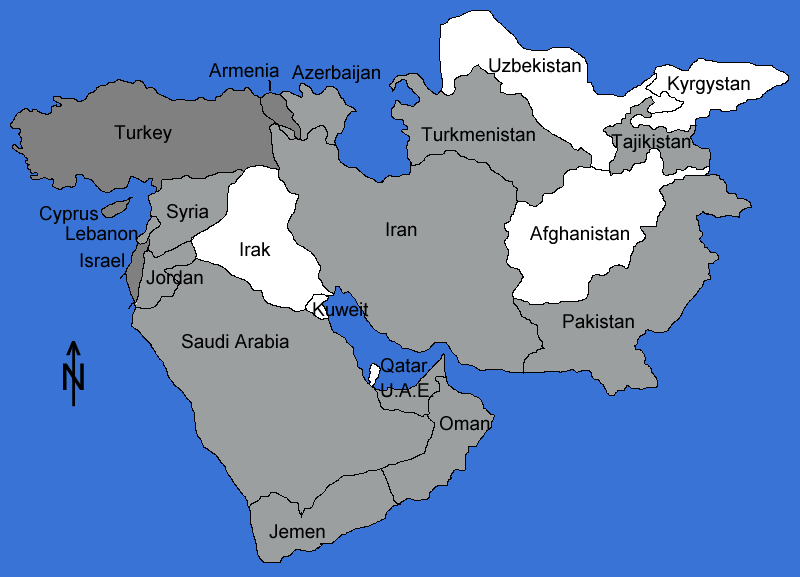 Uzbekistan
Armenia
Azerbaijan
Kyrgystan
Turkey
Turkmenistan
Tajikistan
Cyprus
Syria
Lebanon
Iran
Afghanistan
Irak
Israel
Jordan
Kuweit
Pakistan
Saudi Arabia
Qatar
U.A.E.
N
Oman
Jemen